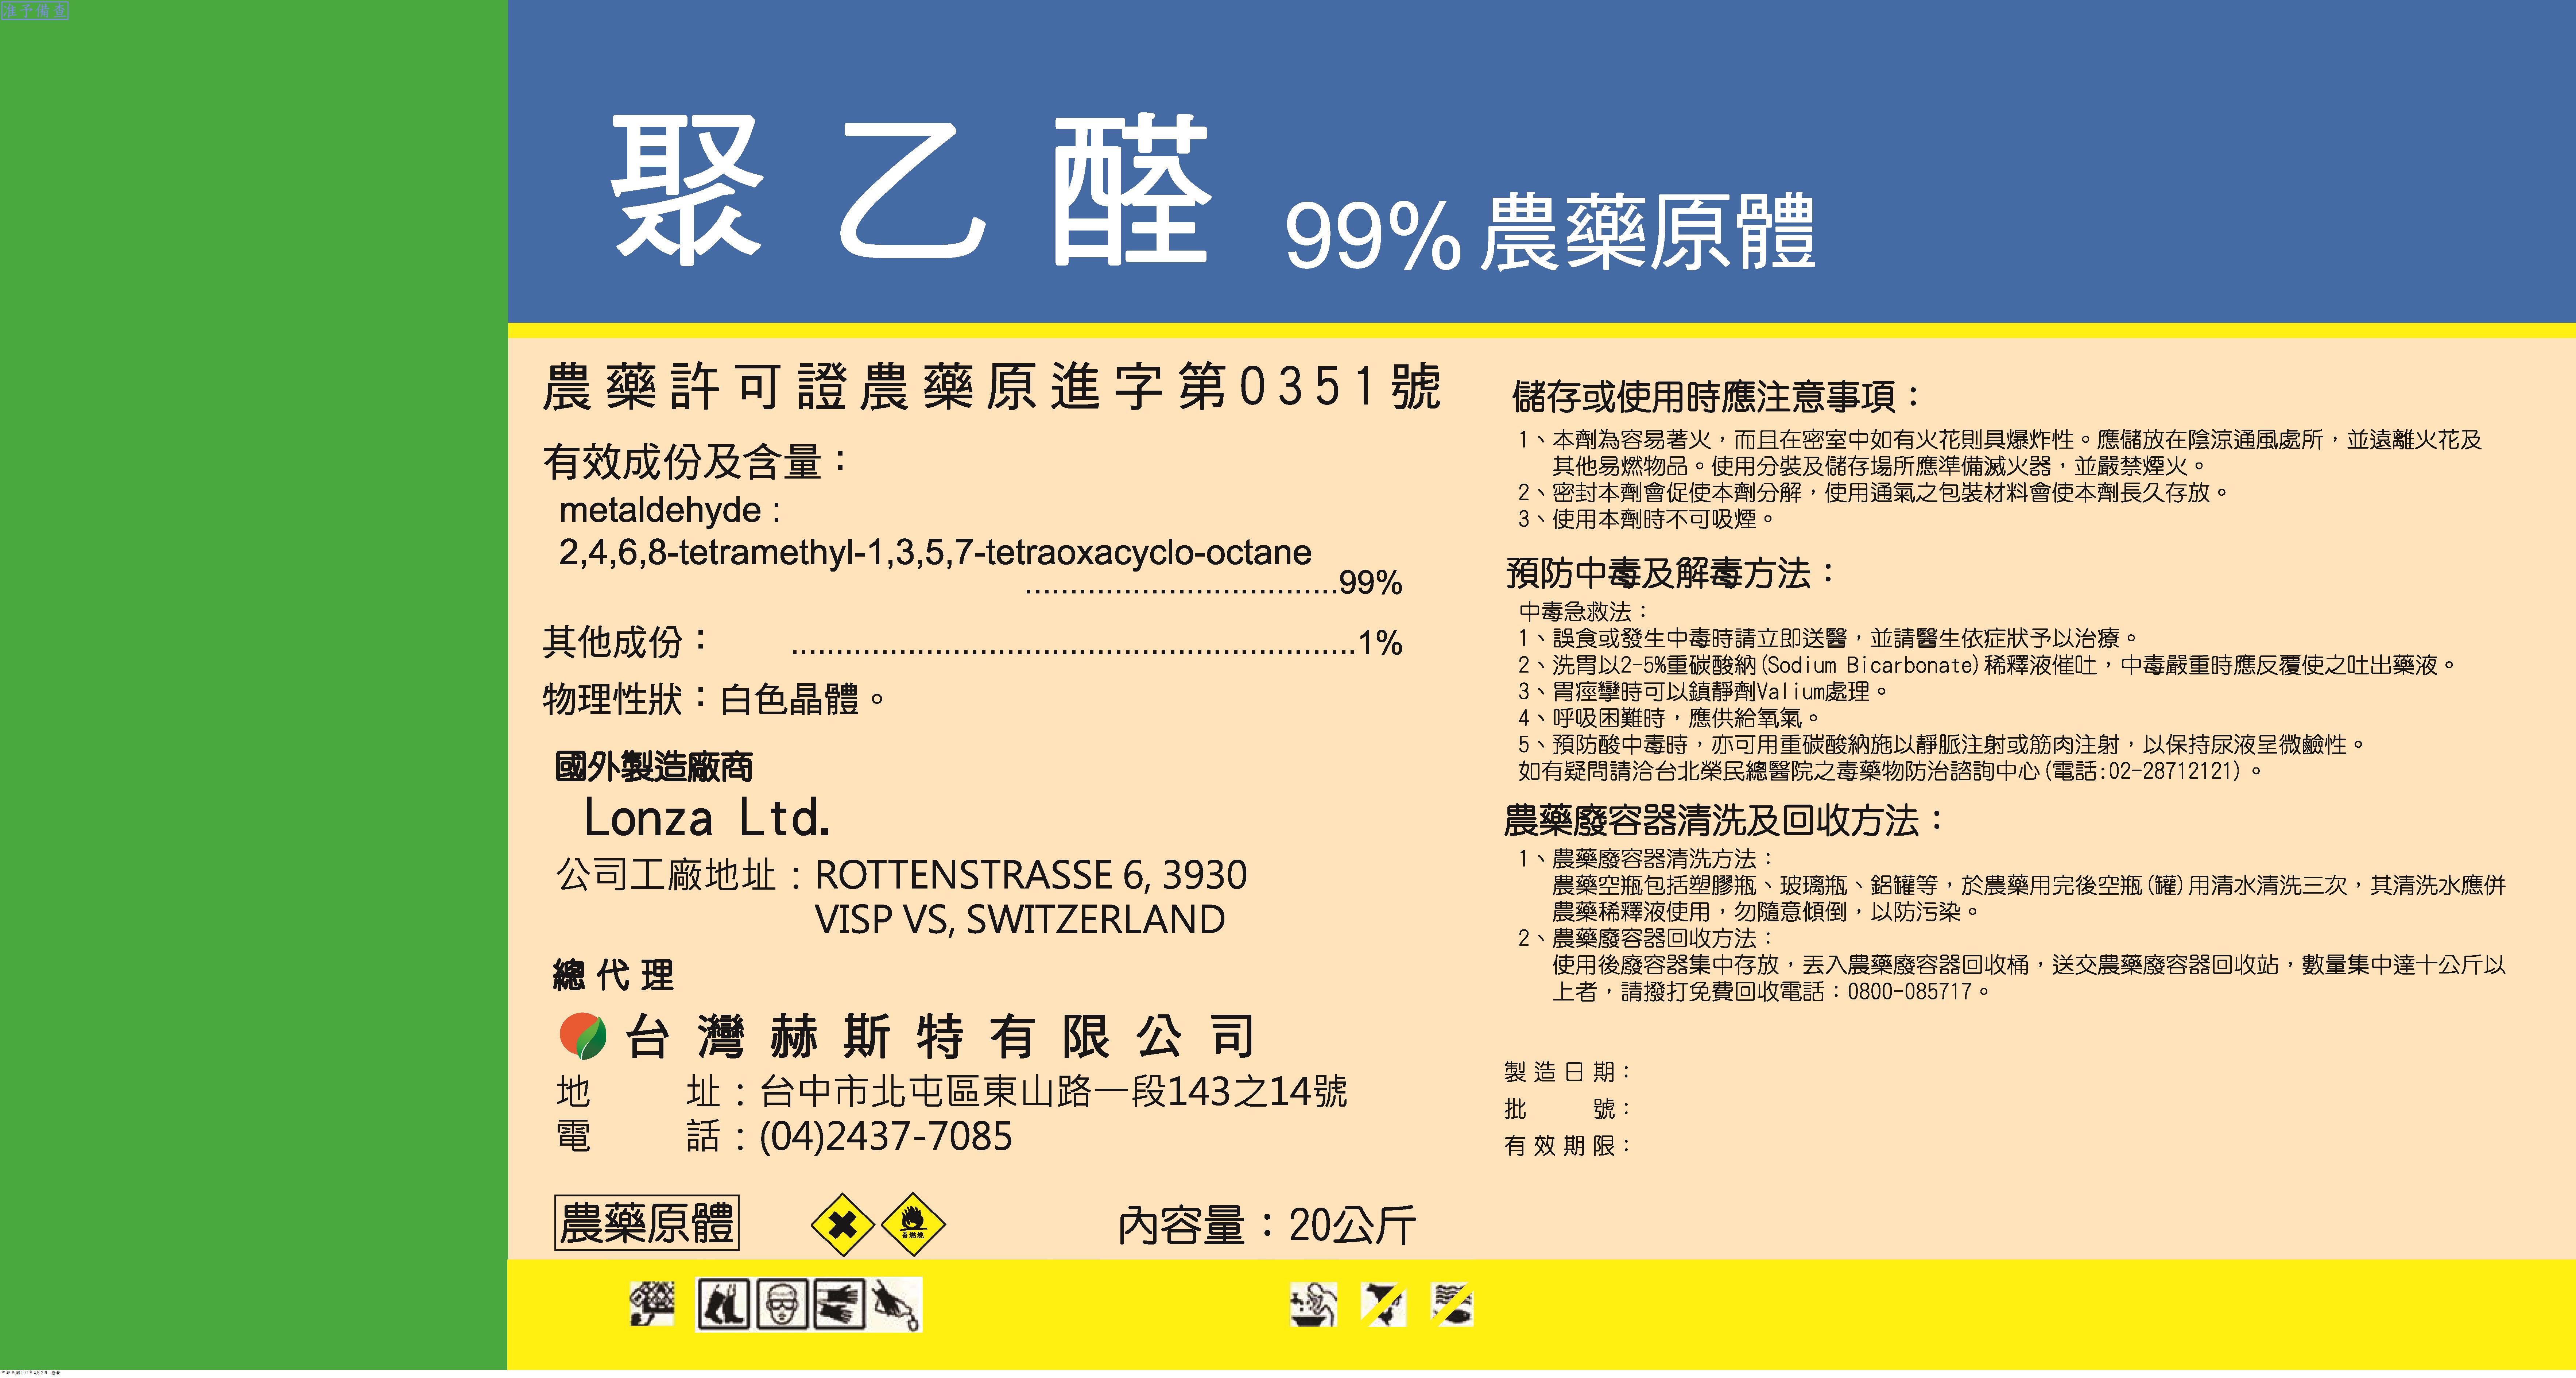 准予備查
聚乙醛 99%農藥原體
農藥許可證農藥原進字第0351號
有效成份及含量：
metaldehyde :
2,4,6,8-tetramethyl-1,3,5,7-tetraoxacyclo-octane
...................................99%
其他成份： ...............................................................1%
物理性狀：白色晶體。
國外製造廠商
Lonza Ltd.
公司工廠地址：ROTTENSTRASSE 6, 3930
VISP VS, SWITZERLAND
總代理
台灣赫斯特有限公司
地 址：台中市北屯區東山路一段143之14號
電 話：(04)2437-7085
農藥原體
易燃燒
內容量：20公斤
儲存或使用時應注意事項：
1、本劑為容易著火，而且在密室中如有火花則具爆炸性。應儲放在陰涼通風處所，並遠離火花及
其他易燃物品。使用分裝及儲存場所應準備滅火器，並嚴禁煙火。
2、密封本劑會促使本劑分解，使用通氣之包裝材料會使本劑長久存放。
3、使用本劑時不可吸煙。
預防中毒及解毒方法：
中毒急救法：
1、誤食或發生中毒時請立即送醫，並請醫生依症狀予以治療。
2、洗胃以2-5%重碳酸納(Sodium Bicarbonate)稀釋液催吐，中毒嚴重時應反覆使之吐出藥液。
3、胃痙攣時可以鎮靜劑Valium處理。
4、呼吸困難時，應供給氧氣。
5、預防酸中毒時，亦可用重碳酸納施以靜脈注射或筋肉注射，以保持尿液呈微鹼性。
如有疑問請洽台北榮民總醫院之毒藥物防治諮詢中心(電話:02-28712121)。
農藥廢容器清洗及回收方法：
1、農藥廢容器清洗方法：
農藥空瓶包括塑膠瓶、玻璃瓶、鋁罐等，於農藥用完後空瓶(罐)用清水清洗三次，其清洗水應併
農藥稀釋液使用，勿隨意傾倒，以防污染。
2、農藥廢容器回收方法：
使用後廢容器集中存放，丟入農藥廢容器回收桶，送交農藥廢容器回收站，數量集中達十公斤以
上者，請撥打免費回收電話：0800-085717。
製造日期：
批 號：
有效期限：